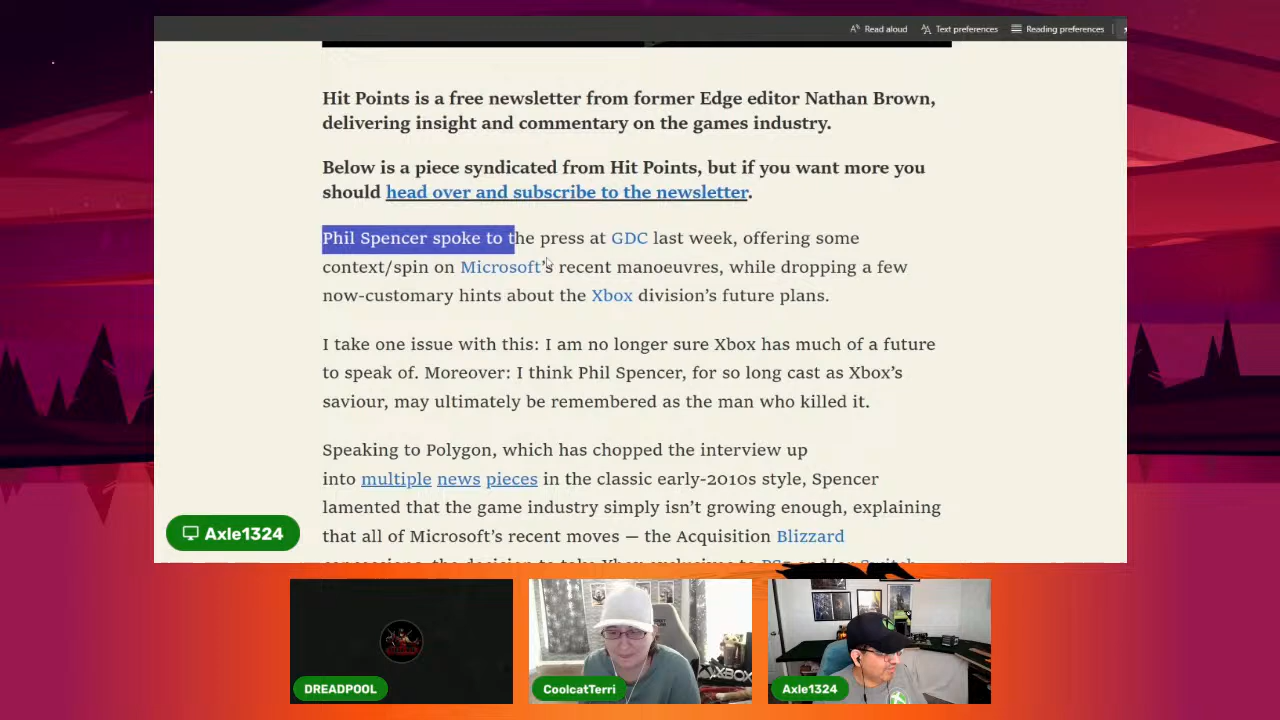 Read aloud Text preferences Reading preferences
Hit Points is a free newsletter from former Edge editor Nathan Brown,
delivering insight and commentary on the games industry.
Below is a piece syndicated from Hit Points, but if you want more you
should head over and subscribe to the newsletter.
Phil Spencer spoke to the press at GDC last week, offering some
context/spin on Microsoft's recent manoeuvres, while dropping a few
now-customary hints about the Xbox division's future plans.
I take one issue with this: I am no longer sure Xbox has much of a future
to speak of. Moreover: I think Phil Spencer, for so long cast as Xbox's
saviour, may ultimately be remembered as the man who killed it.
Speaking to Polygon, which has chopped the interview up
into multiple news pieces in the classic early-2010s style, Spencer
lamented that the game industry simply isn't growing enough, explaining
that all of Microsoft's recent moves — the Acquisition Blizzard
Axle1324
XBOX
DREADPOOL
CoolcatTerri
Axle1324